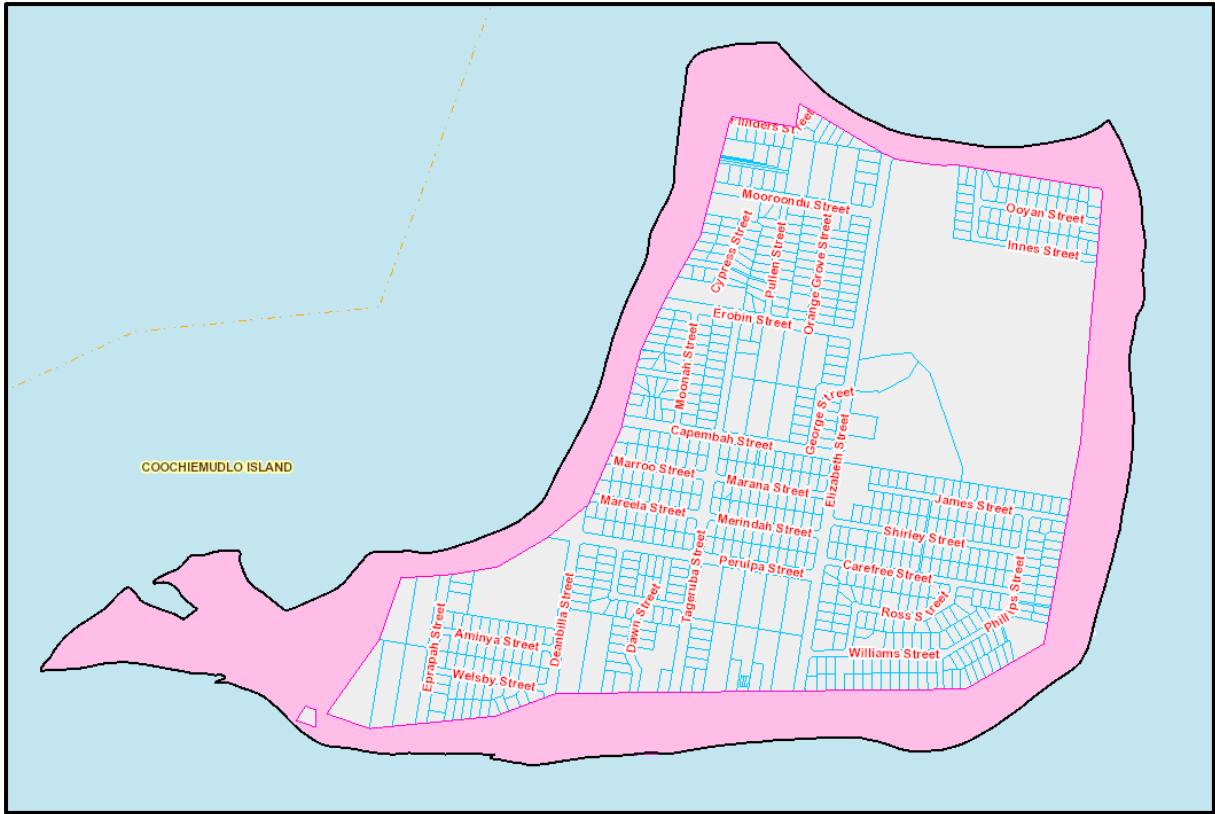 Flinders Street
Mooroondu Street
Ooyan Street
Innes Street
Cypress Street
Pullen Street
Orange Grove Street
Erobin Street
Moonah Street
George Street
Capembah Street
Elizabeth Street
COOCHIEMUDLO ISLAND
Marroo Street
Marana Street
Mareela Street
James Street
Merindah Street
Shirley Street
Perulpa Street
Carefree Street
Tageruba Street
Deanbilla Street
Dawn Street
Ross Street
Phillips Street
Eprapah Street
Aminya Street
Williams Street
Welsby Street